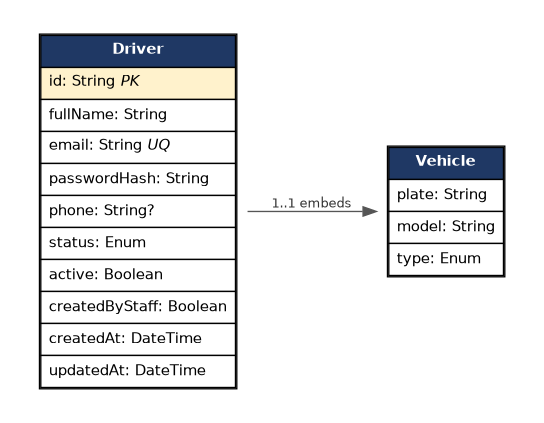 Driver
id: String PK
fullName: String
email: String UQ
passwordHash: String
phone: String?
status: Enum
active: Boolean
createdByStaff: Boolean
createdAt: DateTime
updatedAt: DateTime
1..1 embeds
Vehicle
plate: String
model: String
type: Enum